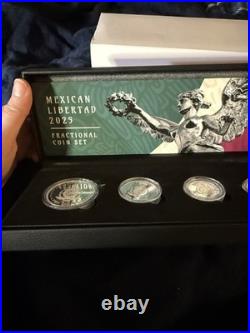 MEXICAN
LIBERTAD
2025
FRACTIONAL
COIN SET